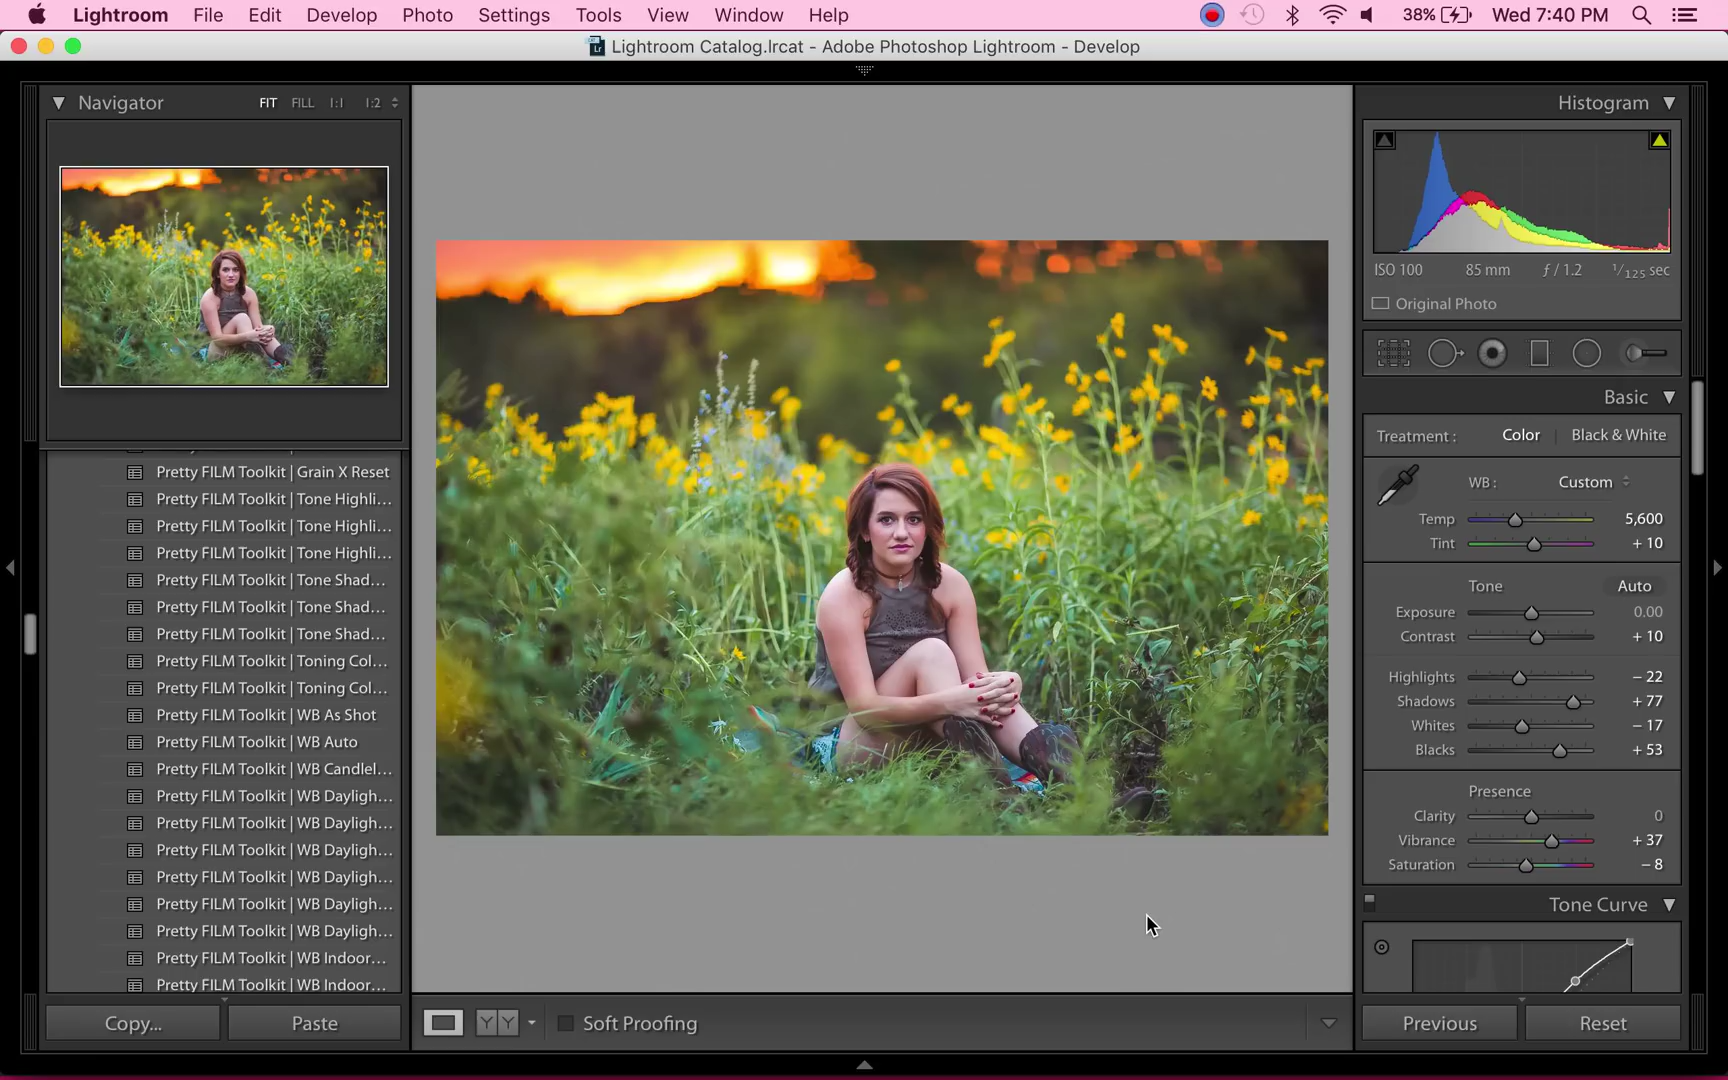 Lightroom File Edit Develop Photo Settings Tools View Window Help 38% Wed 7:40 PM
Lr Lightroom Catalog.lrcat - Adobe Photoshop Lightroom - Develop
Navigator FIT FILL 1:1 1:2
Pretty FILM Toolkit | Grain X Reset
Pretty FILM Toolkit | Tone Highli...
Pretty FILM Toolkit | Tone Highli...
Pretty FILM Toolkit | Tone Highli...
Pretty FILM Toolkit | Tone Shad...
Pretty FILM Toolkit | Tone Shad...
Pretty FILM Toolkit | Tone Shad...
Pretty FILM Toolkit | Toning Col...
Pretty FILM Toolkit | Toning Col...
Pretty FILM Toolkit | WB As Shot
Pretty FILM Toolkit | WB Auto
Pretty FILM Toolkit | WB Candlel...
Pretty FILM Toolkit | WB Dayligh...
Pretty FILM Toolkit | WB Dayligh...
Pretty FILM Toolkit | WB Dayligh...
Pretty FILM Toolkit | WB Dayligh...
Pretty FILM Toolkit | WB Dayligh...
Pretty FILM Toolkit | WB Dayligh...
Pretty FILM Toolkit | WB Indoor...
Pretty FILM Toolkit | WB Indoor...
Copy... Paste
YY Soft Proofing
Histogram
ISO 100 85 mm ƒ / 1.2 1/125 sec
Original Photo
Basic
Treatment : Color | Black & White
WB : Custom
Temp 5,600
Tint + 10
Tone Auto
Exposure 0.00
Contrast + 10
Highlights − 22
Shadows + 77
Whites − 17
Blacks + 53
Presence
Clarity 0
Vibrance + 37
Saturation − 8
Tone Curve
Previous Reset